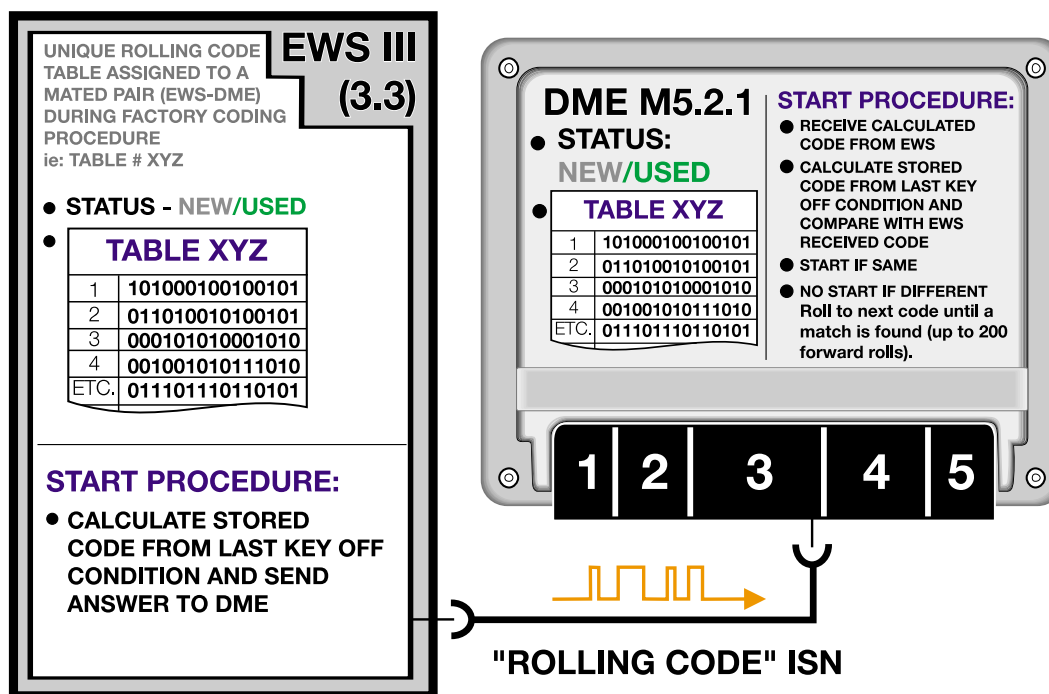 EWS III
(3.3)
UNIQUE ROLLING CODE
TABLE ASSIGNED TO A
MATED PAIR (EWS-DME)
DURING FACTORY CODING
PROCEDURE
ie: TABLE # XYZ
● STATUS - NEW/USED
●
TABLE XYZ
1 101000100100101
2 011010010100101
3 000101010001010
4 001001010111010
ETC. 011101110110101
START PROCEDURE:
● CALCULATE STORED
CODE FROM LAST KEY OFF
CONDITION AND SEND
ANSWER TO DME
DME M5.2.1
● STATUS:
NEW/USED
●
TABLE XYZ
1 101000100100101
2 011010010100101
3 000101010001010
4 001001010111010
ETC. 011101110110101
START PROCEDURE:
● RECEIVE CALCULATED
CODE FROM EWS
● CALCULATE STORED
CODE FROM LAST KEY
OFF CONDITION AND
COMPARE WITH EWS
RECEIVED CODE
● START IF SAME
● NO START IF DIFFERENT
Roll to next code until a
match is found (up to 200
forward rolls).
1 2 3 4 5
"ROLLING CODE" ISN